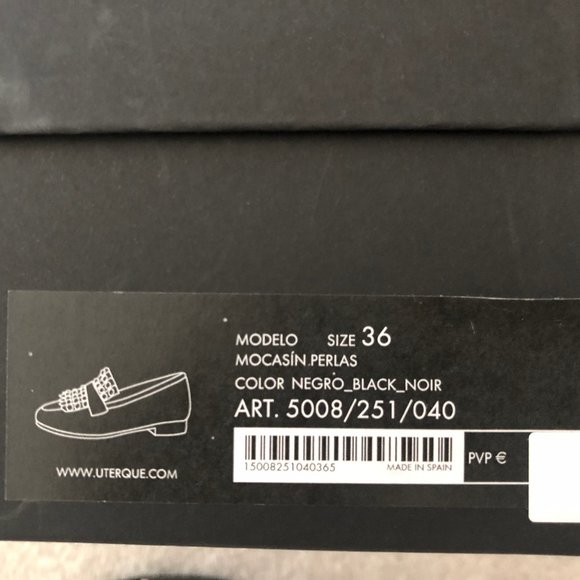 MODELO SIZE 36
MOCASÍN PERLAS
COLOR NEGRO_BLACK_NOIR
ART. 5008/251/040
15008251040365 MADE IN SPAIN
PVP €
WWW.UTERQUE.COM